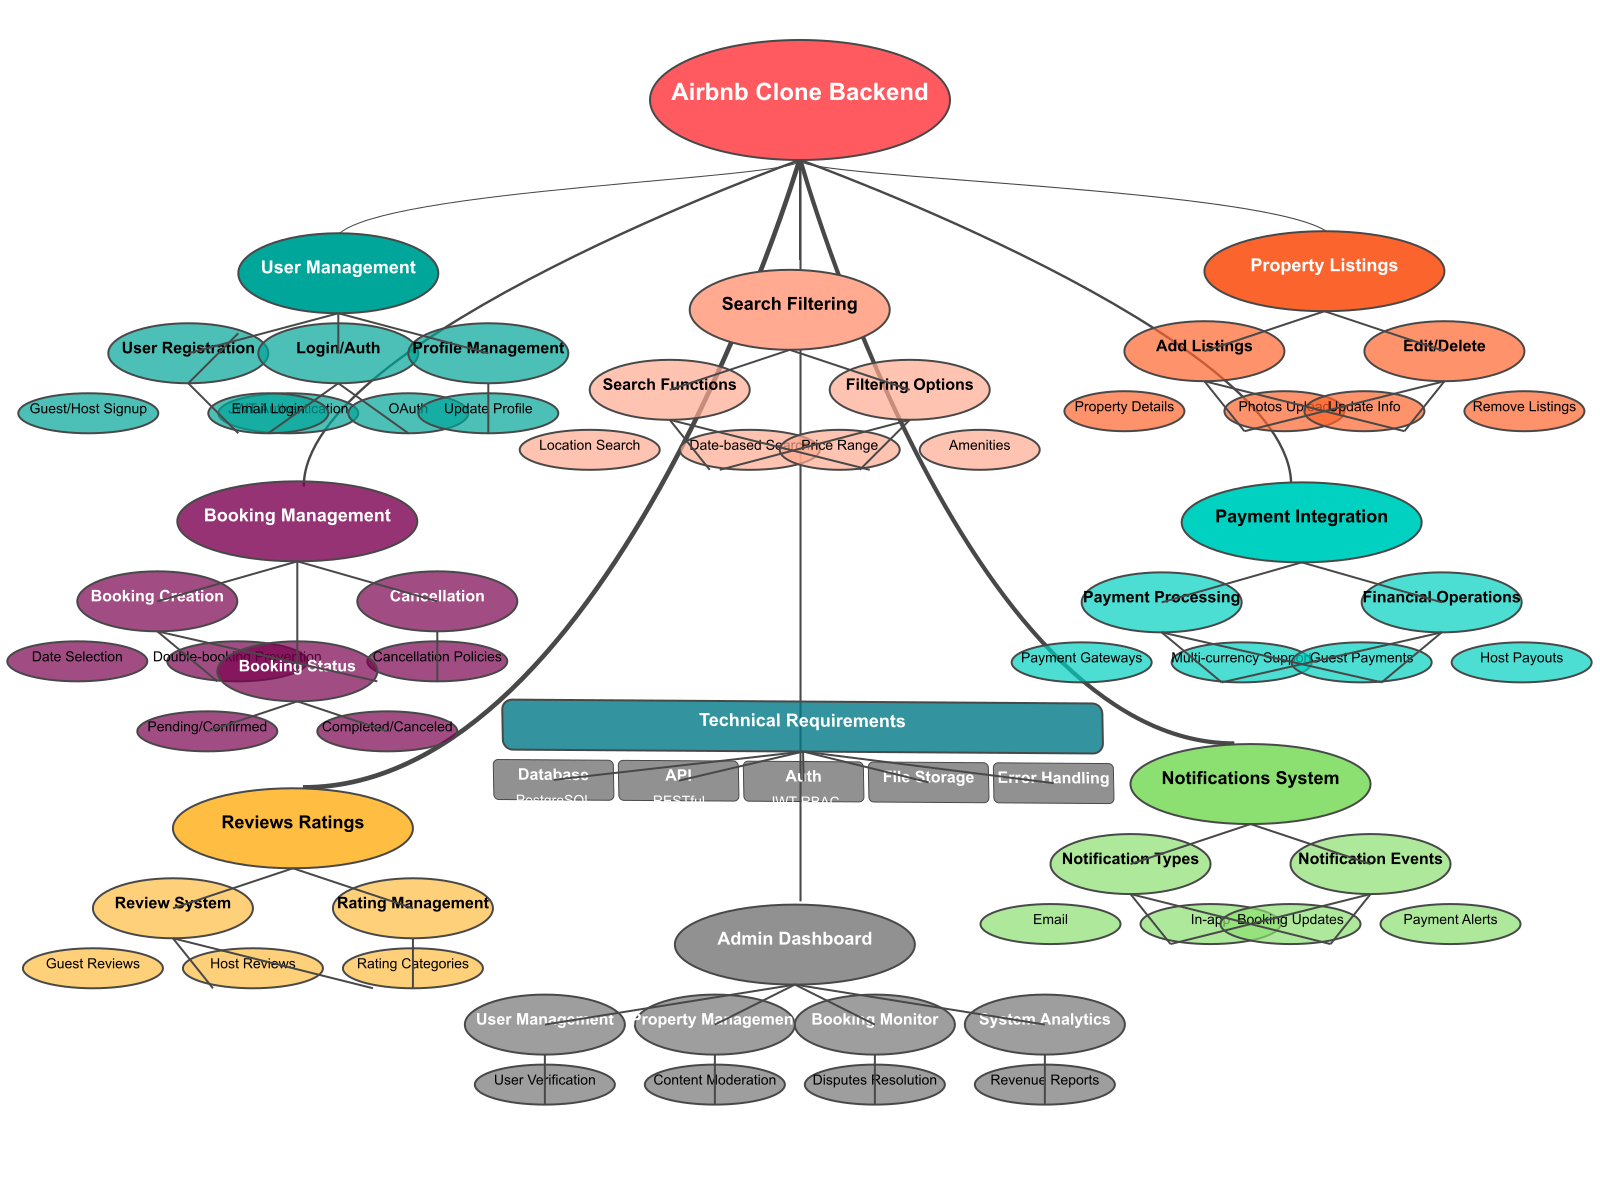 Airbnb Clone Backend
User Management
Property Listings
Search Filtering
User Registration
Login/Auth
Profile Management
Add Listings
Edit/Delete
Search Functions
Filtering Options
Guest/Host Signup
Email Login
OAuth
Update Profile
Property Details
Photos Upload
Update Info
Remove Listings
Location Search
Date-based Search
Price Range
Amenities
Booking Management
Payment Integration
Booking Creation
Cancellation
Payment Processing
Financial Operations
Date Selection
Double-booking Prevention
Booking Status
Cancellation Policies
Payment Gateways
Multi-currency Support
Guest Payments
Host Payouts
Pending/Confirmed
Completed/Canceled
Technical Requirements
Database
API
Auth
File Storage
Error Handling
PostgreSQL
RESTful
JWT RBAC
Notifications System
Reviews Ratings
Notification Types
Notification Events
Review System
Rating Management
Email
In-app
Booking Updates
Payment Alerts
Admin Dashboard
Guest Reviews
Host Reviews
Rating Categories
User Management
Property Management
Booking Monitor
System Analytics
User Verification
Content Moderation
Disputes Resolution
Revenue Reports